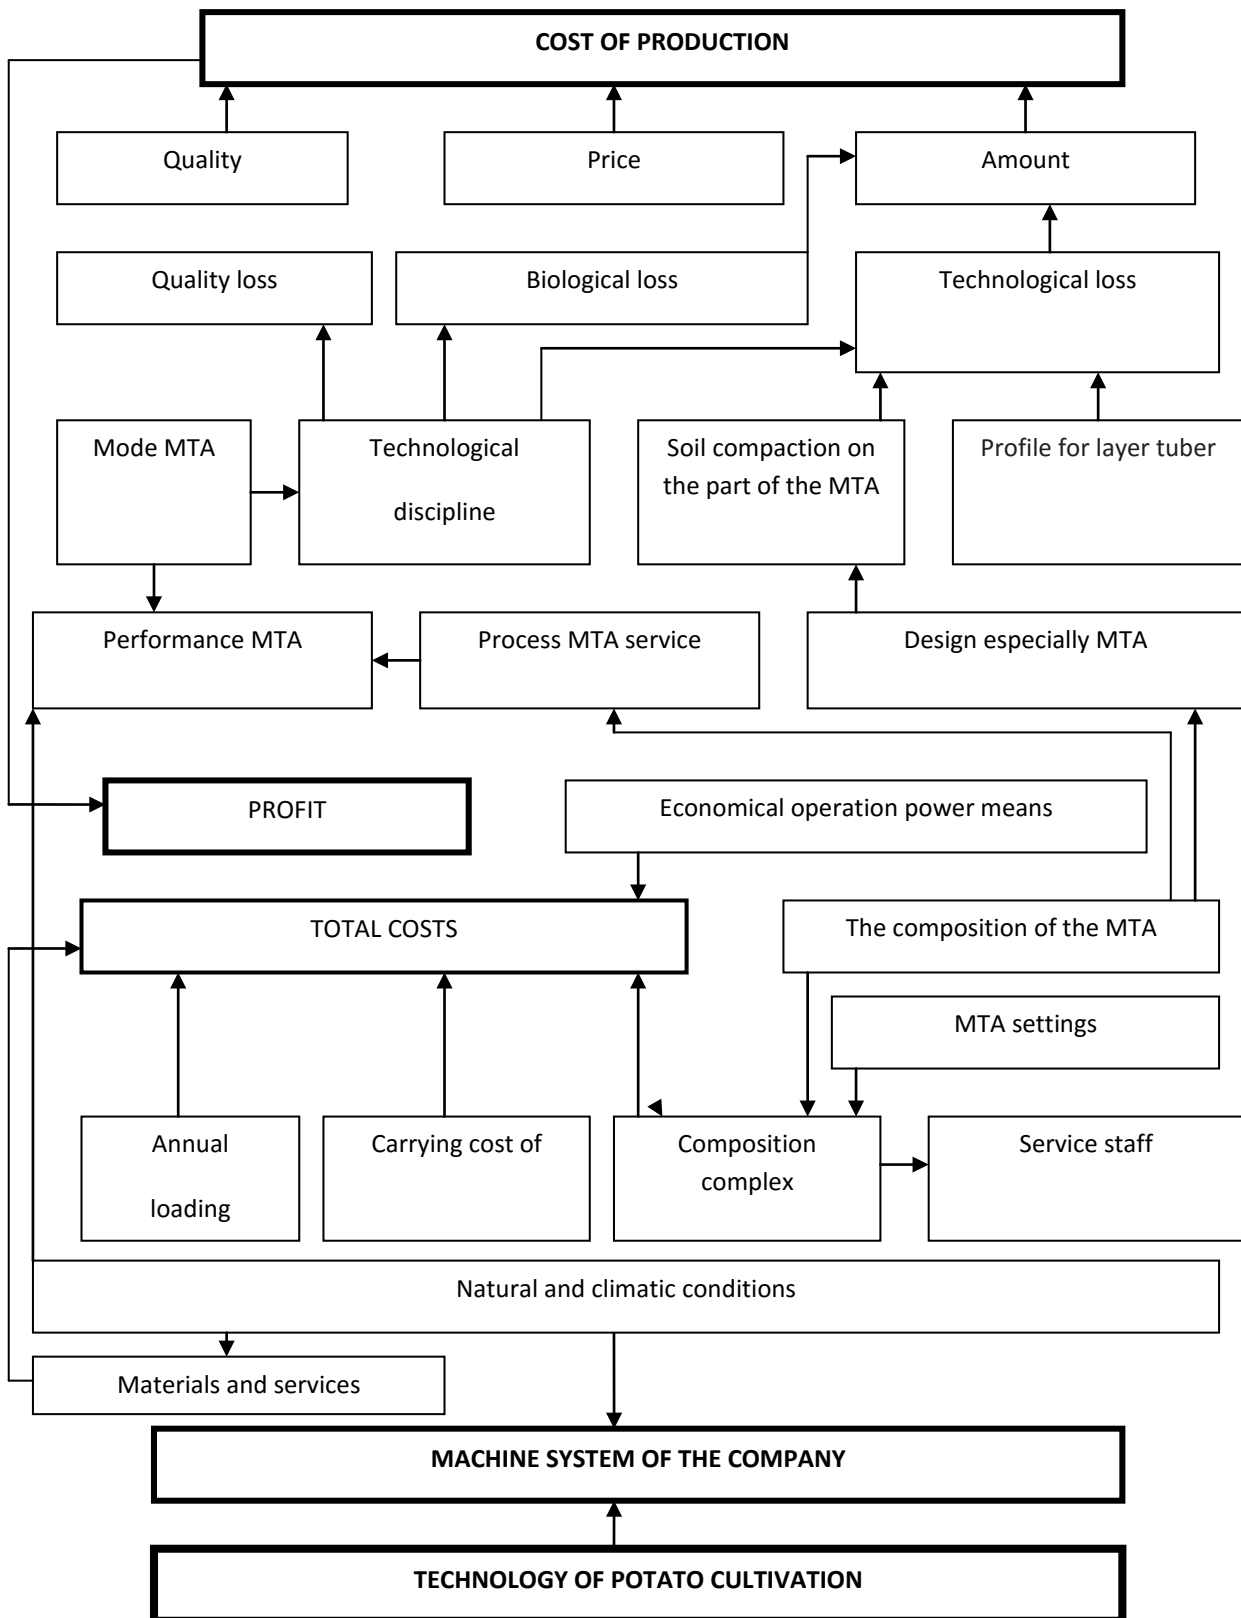 COST OF PRODUCTION
Quality
Price
Amount
Quality loss
Biological loss
Technological loss
Mode MTA
Technological
discipline
Soil compaction on
the part of the MTA
Profile for layer tuber
Performance MTA
Process MTA service
Design especially MTA
PROFIT
Economical operation power means
TOTAL COSTS
The composition of the MTA
MTA settings
Annual
loading
Carrying cost of
Composition
complex
Service staff
Natural and climatic conditions
Materials and services
MACHINE SYSTEM OF THE COMPANY
TECHNOLOGY OF POTATO CULTIVATION